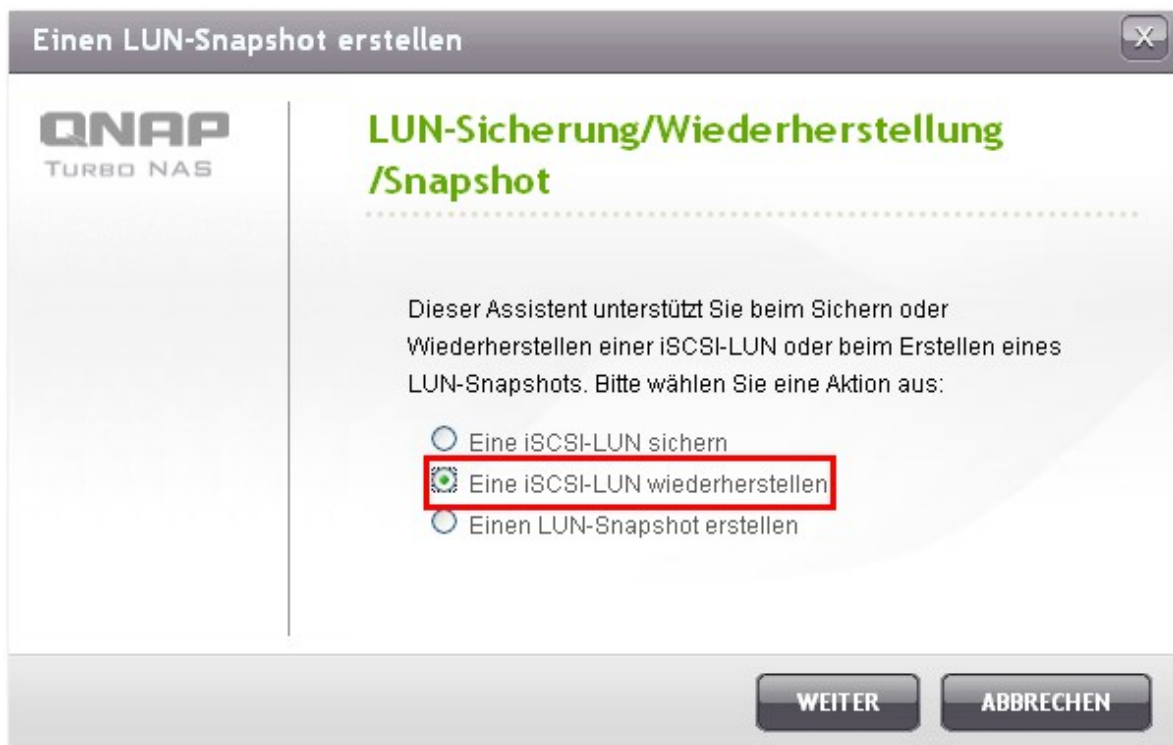 Einen LUN-Snapshot erstellen
X
QNAP
TURBO NAS
LUN-Sicherung/Wiederherstellung
/Snapshot
Dieser Assistent unterstützt Sie beim Sichern oder
Wiederherstellen einer iSCSI-LUN oder beim Erstellen eines
LUN-Snapshots. Bitte wählen Sie eine Aktion aus:
Eine iSCSI-LUN sichern
Eine iSCSI-LUN wiederherstellen
Einen LUN-Snapshot erstellen
WEITER ABBRECHEN